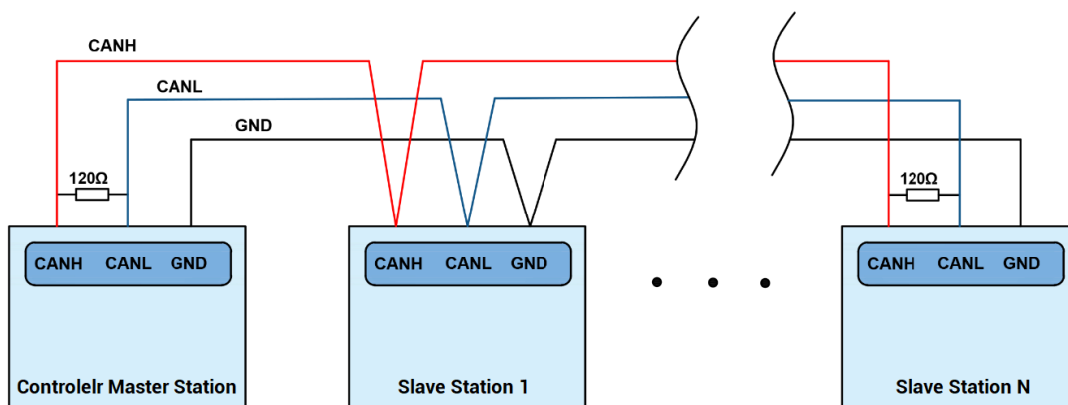 CANH
CANL
GND
120Ω
120Ω
CANH CANL GND
CANH CANL GND
CANH CANL GND
Controlelr Master Station
Slave Station 1
Slave Station N